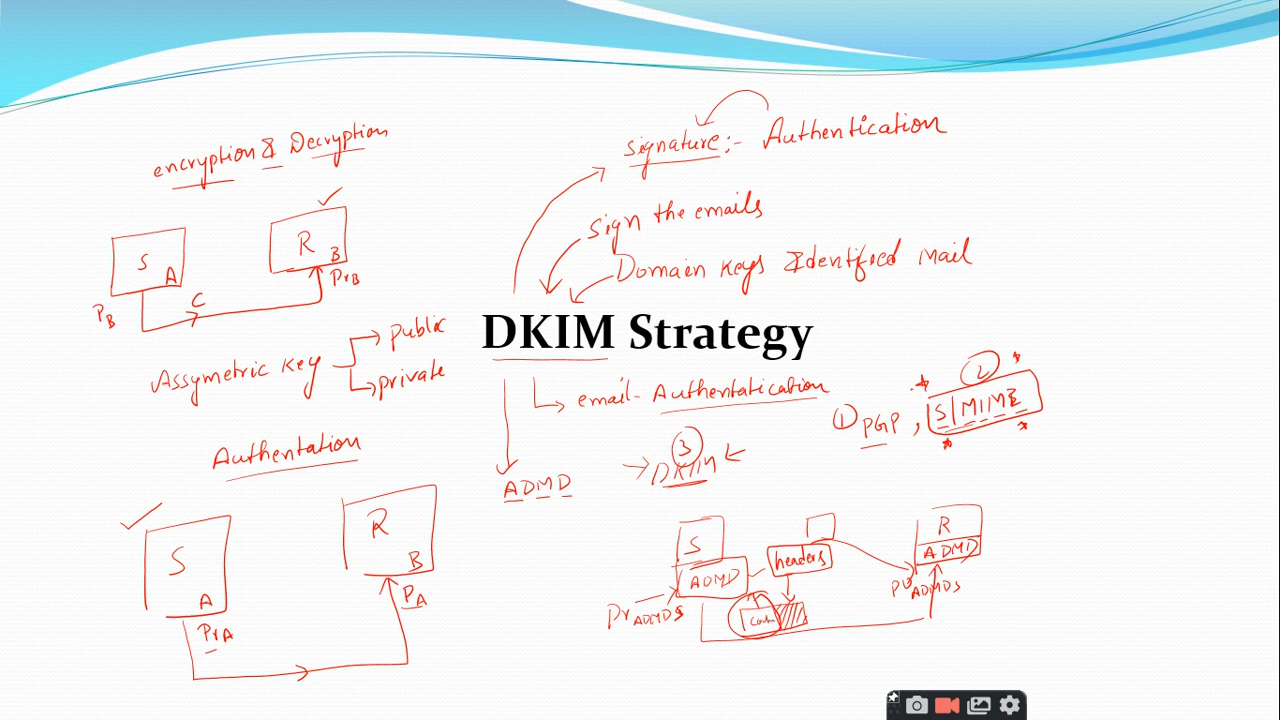 encryption & Decryption
S
A
R
B
PB
C
PrB
Assymetric key
public
private
Authentation
S
A
PrA
R
B
PA
signature:- Authentication
Sign the emails
Domain Keys Identified Mail
DKIM Strategy
email-Authentatication
ADMD
3
DKIM
1 PGP, 2 S/MIME
S
ADMD
PrADMDS
headers
R
ADMD
PUADMDS